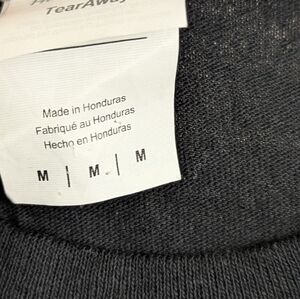 TearAway
Made in Honduras
Fabriqué au Honduras
Hecho en Honduras
M | M | M